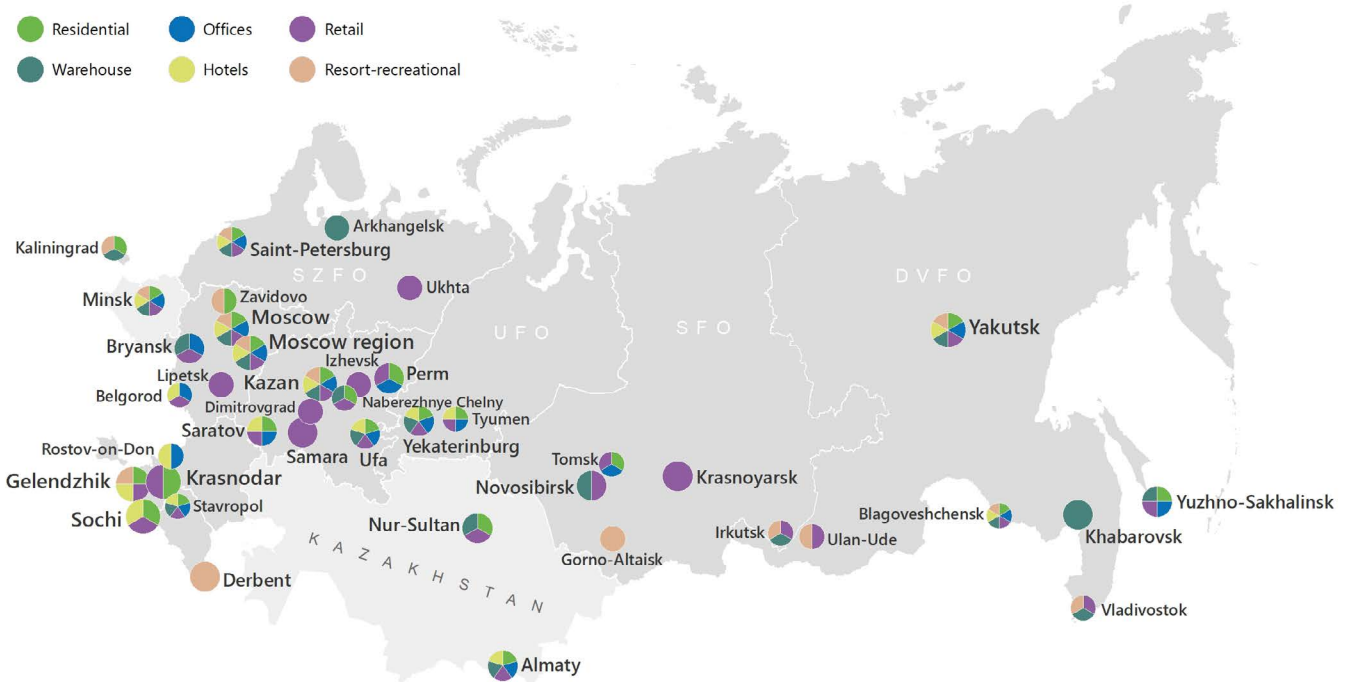 Residential
Offices
Retail
Warehouse
Hotels
Resort-recreational
Arkhangelsk
Kaliningrad
Saint-Petersburg
SZFO
DVFO
Ukhta
Minsk
Zavidovo
Moscow
UFO
SFO
Yakutsk
Bryansk
Moscow region
Izhevsk
Lipetsk
Kazan
Perm
Belgorod
Naberezhnye Chelny
Dimitrovgrad
Tyumen
Saratov
Yekaterinburg
Rostov-on-Don
Samara
Ufa
Tomsk
Gelendzhik
Krasnodar
Novosibirsk
Krasnoyarsk
Stavropol
Yuzhno-Sakhalinsk
Sochi
Blagoveshchensk
Nur-Sultan
Irkutsk
Ulan-Ude
Khabarovsk
KAZAKHSTAN
Gorno-Altaisk
Derbent
Vladivostok
Almaty